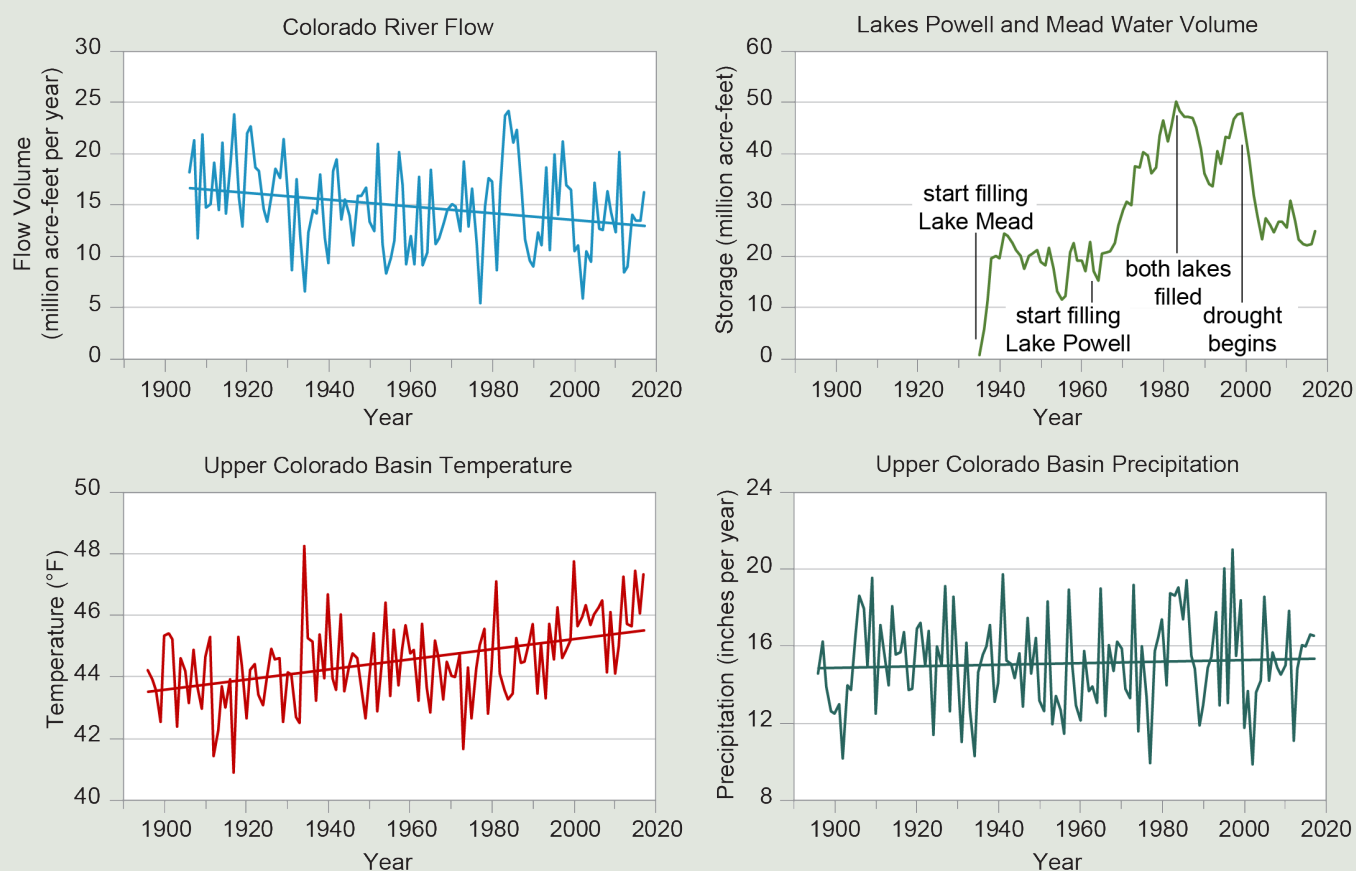 Colorado River Flow
30
25
20
15
10
5
0
1900 1920 1940 1960 1980 2000 2020
Year
Flow Volume
(million acre-feet per year)
Lakes Powell and Mead Water Volume
60
50
40
30
20
10
0
1900 1920 1940 1960 1980 2000 2020
Year
Storage (million acre-feet)
start filling
Lake Mead
start filling
Lake Powell
both lakes
filled
drought
begins
Upper Colorado Basin Temperature
50
48
46
44
42
40
1900 1920 1940 1960 1980 2000 2020
Year
Temperature (°F)
Upper Colorado Basin Precipitation
24
20
16
12
8
1900 1920 1940 1960 1980 2000 2020
Year
Precipitation (inches per year)